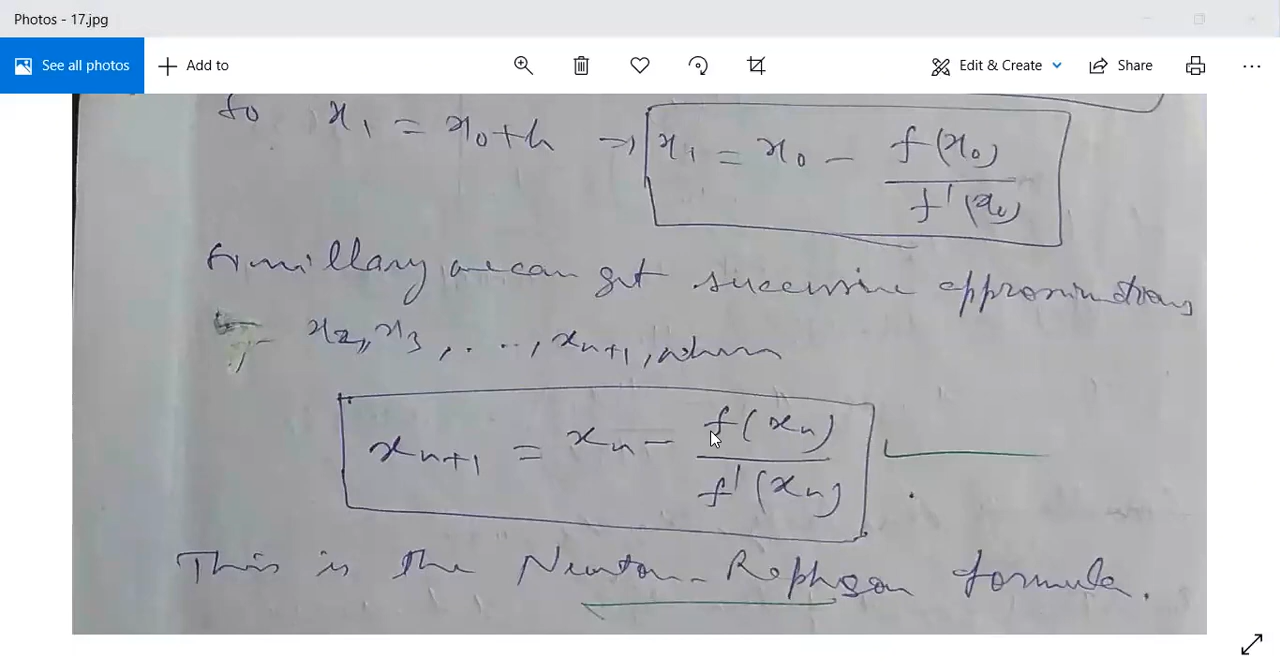 Photos - 17.jpg
See all photos
Add to
Edit & Create
Share
So x₁ = x₀+h ⇒ x₁ = x₀ - f(x₀)/f'(x₀)
Simillary we can get successive approximations
x₂, x₃, ..., xₙ₊₁, where
xₙ₊₁ = xₙ - f(xₙ)/f'(xₙ)
This is the Newton-Raphson formula.